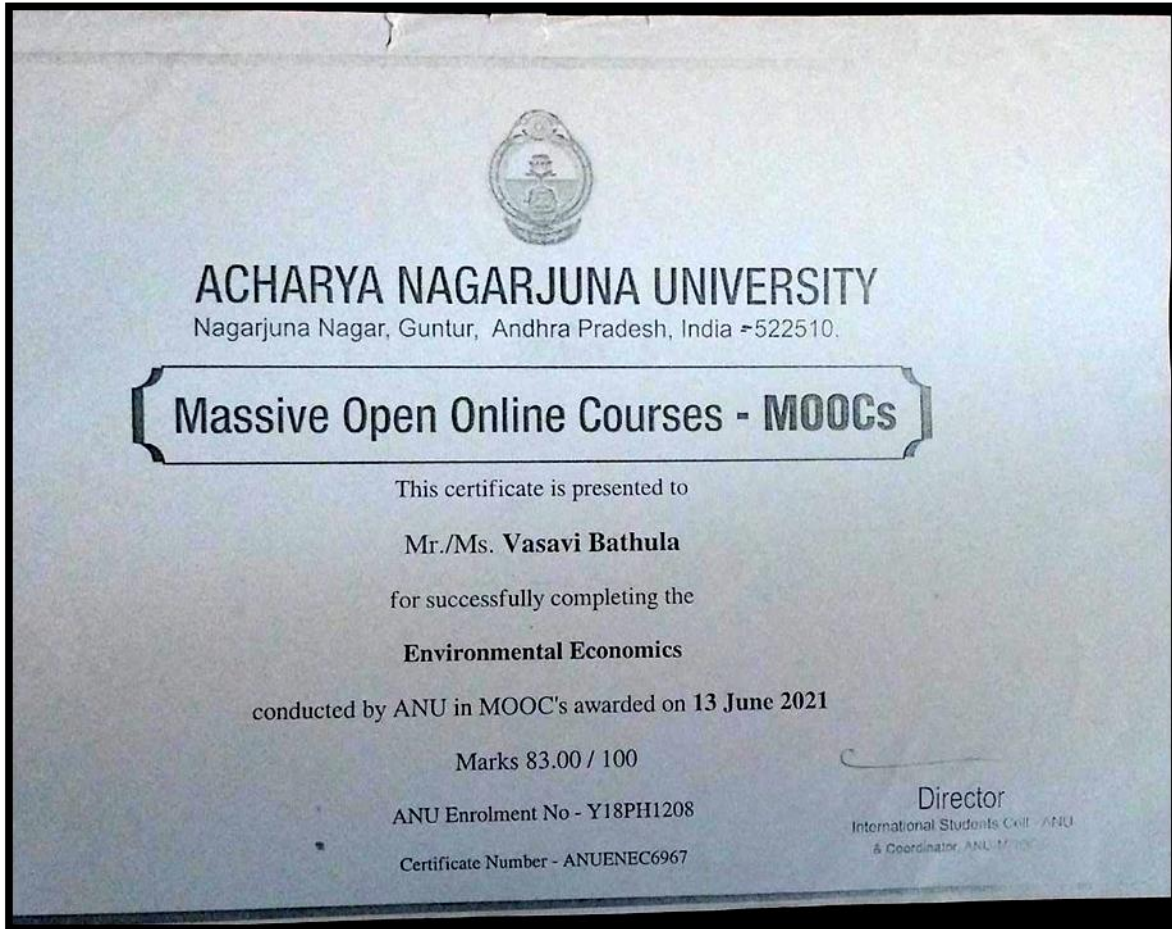 ACHARYA NAGARJUNA UNIVERSITY
Nagarjuna Nagar, Guntur, Andhra Pradesh, India -522510.
Massive Open Online Courses - MOOCs
This certificate is presented to
Mr./Ms. Vasavi Bathula
for successfully completing the
Environmental Economics
conducted by ANU in MOOC's awarded on 13 June 2021
Marks 83.00 / 100
ANU Enrolment No - Y18PH1208
Certificate Number - ANUENEC6967
Director
International Students Cell - ANU
& Coordinator, ANU